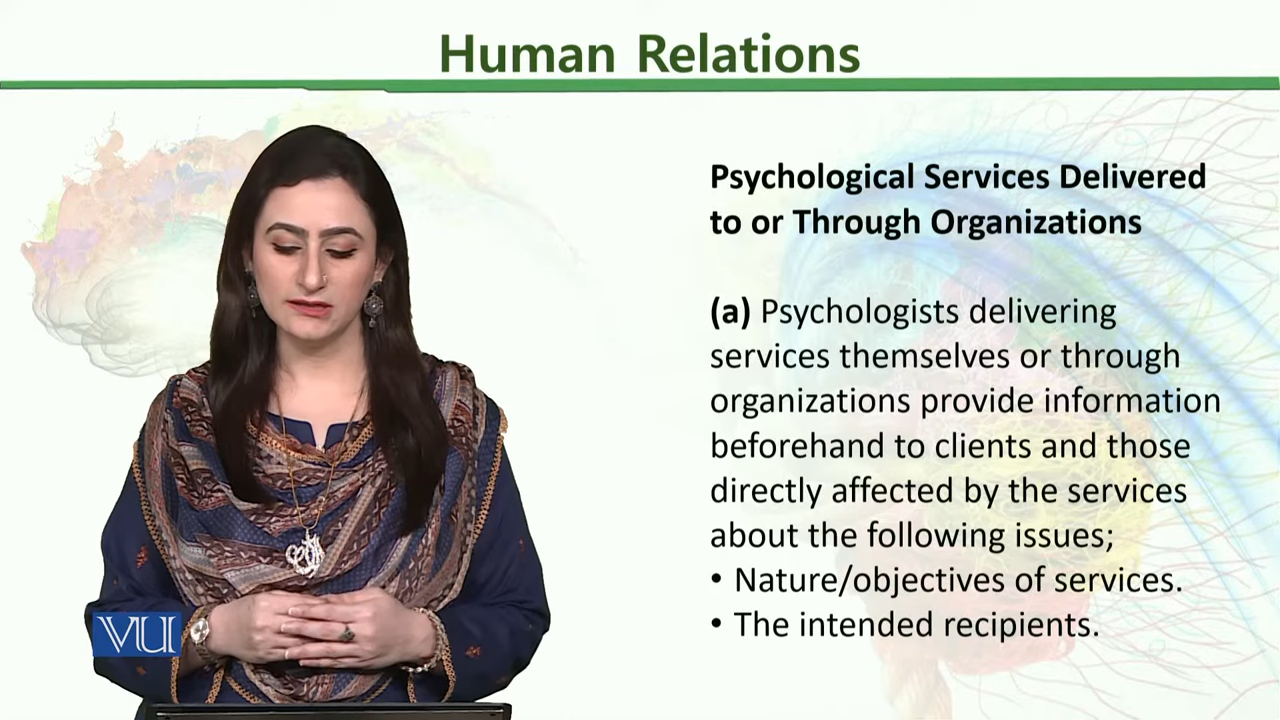 Human Relations
Psychological Services Delivered
to or Through Organizations
(a) Psychologists delivering
services themselves or through
organizations provide information
beforehand to clients and those
directly affected by the services
about the following issues;
• Nature/objectives of services.
• The intended recipients.
VU